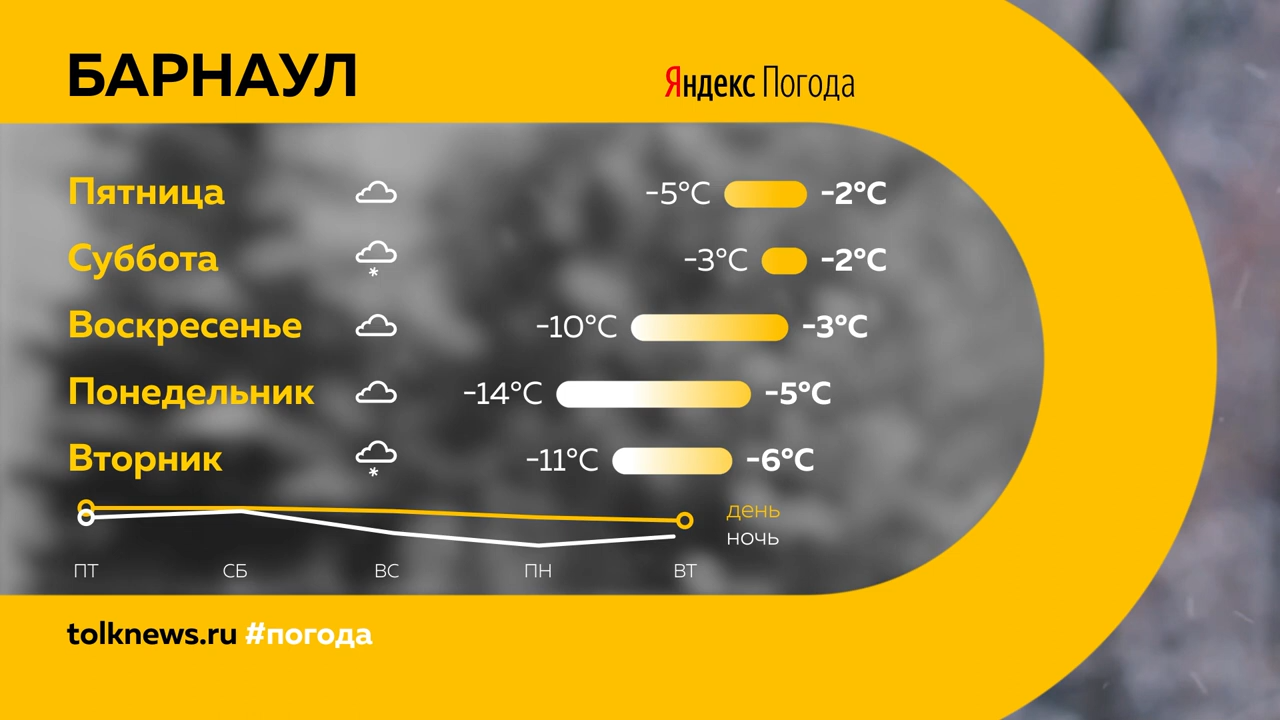 БАРНАУЛ
Яндекс Погода
Пятница -5°C -2°C
Суббота -3°C -2°C
Воскресенье -10°C -3°C
Понедельник -14°C -5°C
Вторник -11°C -6°C
день
ночь
ПТ СБ ВС ПН ВТ
tolknews.ru #погода